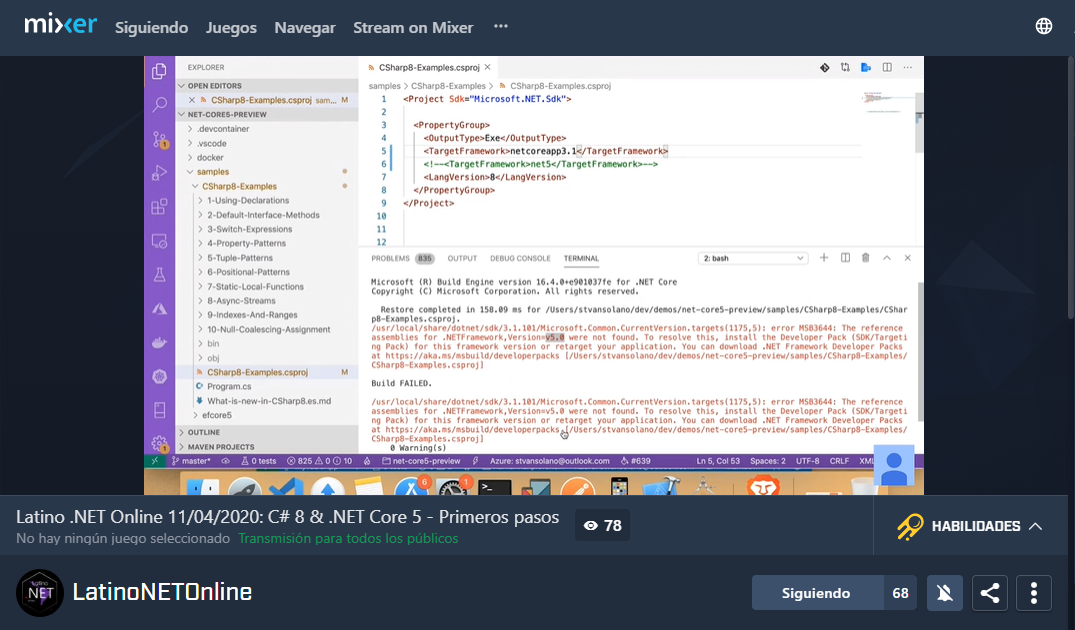 mixer Siguiendo Juegos Navegar Stream on Mixer ···
EXPLORER
OPEN EDITORS
CSharp8-Examples.csproj sam... M
NET-CORE5-PREVIEW
.devcontainer
.vscode
docker
samples
CSharp8-Examples
1-Using-Declarations
2-Default-Interface-Methods
3-Switch-Expressions
4-Property-Patterns
5-Tuple-Patterns
6-Positional-Patterns
7-Static-Local-Functions
8-Async-Streams
9-Indexes-And-Ranges
10-Null-Coalescing-Assignment
bin
obj
CSharp8-Examples.csproj M
Program.cs
What-is-new-in-CSharp8.es.md
efcore5
OUTLINE
MAVEN PROJECTS
CSharp8-Examples.csproj
samples > CSharp8-Examples > CSharp8-Examples.csproj
1 <Project Sdk="Microsoft.NET.Sdk">
2
3 <PropertyGroup>
4 <OutputType>Exe</OutputType>
5 <TargetFramework>netcoreapp3.1</TargetFramework>
6 <!--<TargetFramework>net5</TargetFramework>-->
7 <LangVersion>8</LangVersion>
8 </PropertyGroup>
9 </Project>
10
11
12
PROBLEMS 835 OUTPUT DEBUG CONSOLE TERMINAL 2: bash
Microsoft (R) Build Engine version 16.4.0+e901037fe for .NET Core
Copyright (C) Microsoft Corporation. All rights reserved.
Restore completed in 158.09 ms for /Users/stvansolano/dev/demos/net-core5-preview/samples/CSharp8-Examples/CShar
p8-Examples.csproj.
/usr/local/share/dotnet/sdk/3.1.101/Microsoft.Common.CurrentVersion.targets(1175,5): error MSB3644: The reference
assemblies for .NETFramework,Version=v5.0 were not found. To resolve this, install the Developer Pack (SDK/Targeti
ng Pack) for this framework version or retarget your application. You can download .NET Framework Developer Packs
at https://aka.ms/msbuild/developerpacks [/Users/stvansolano/dev/demos/net-core5-preview/samples/CSharp8-Examples/
CSharp8-Examples.csproj]
Build FAILED.
/usr/local/share/dotnet/sdk/3.1.101/Microsoft.Common.CurrentVersion.targets(1175,5): error MSB3644: The reference
assemblies for .NETFramework,Version=v5.0 were not found. To resolve this, install the Developer Pack (SDK/Targeti
ng Pack) for this framework version or retarget your application. You can download .NET Framework Developer Packs
at https://aka.ms/msbuild/developerpacks [/Users/stvansolano/dev/demos/net-core5-preview/samples/CSharp8-Examples/
CSharp8-Examples.csproj]
0 Warning(s)
master* 0 tests 825 0 10 net-core5-preview Azure: stvansolano@outlook.com #639 Ln 5, Col 53 Spaces: 2 UTF-8 CRLF XML
6 1
Latino .NET Online 11/04/2020: C# 8 & .NET Core 5 - Primeros pasos 78
No hay ningún juego seleccionado Transmisión para todos los públicos
HABILIDADES
Latino
NET
LatinoNETOnline
Siguiendo 68